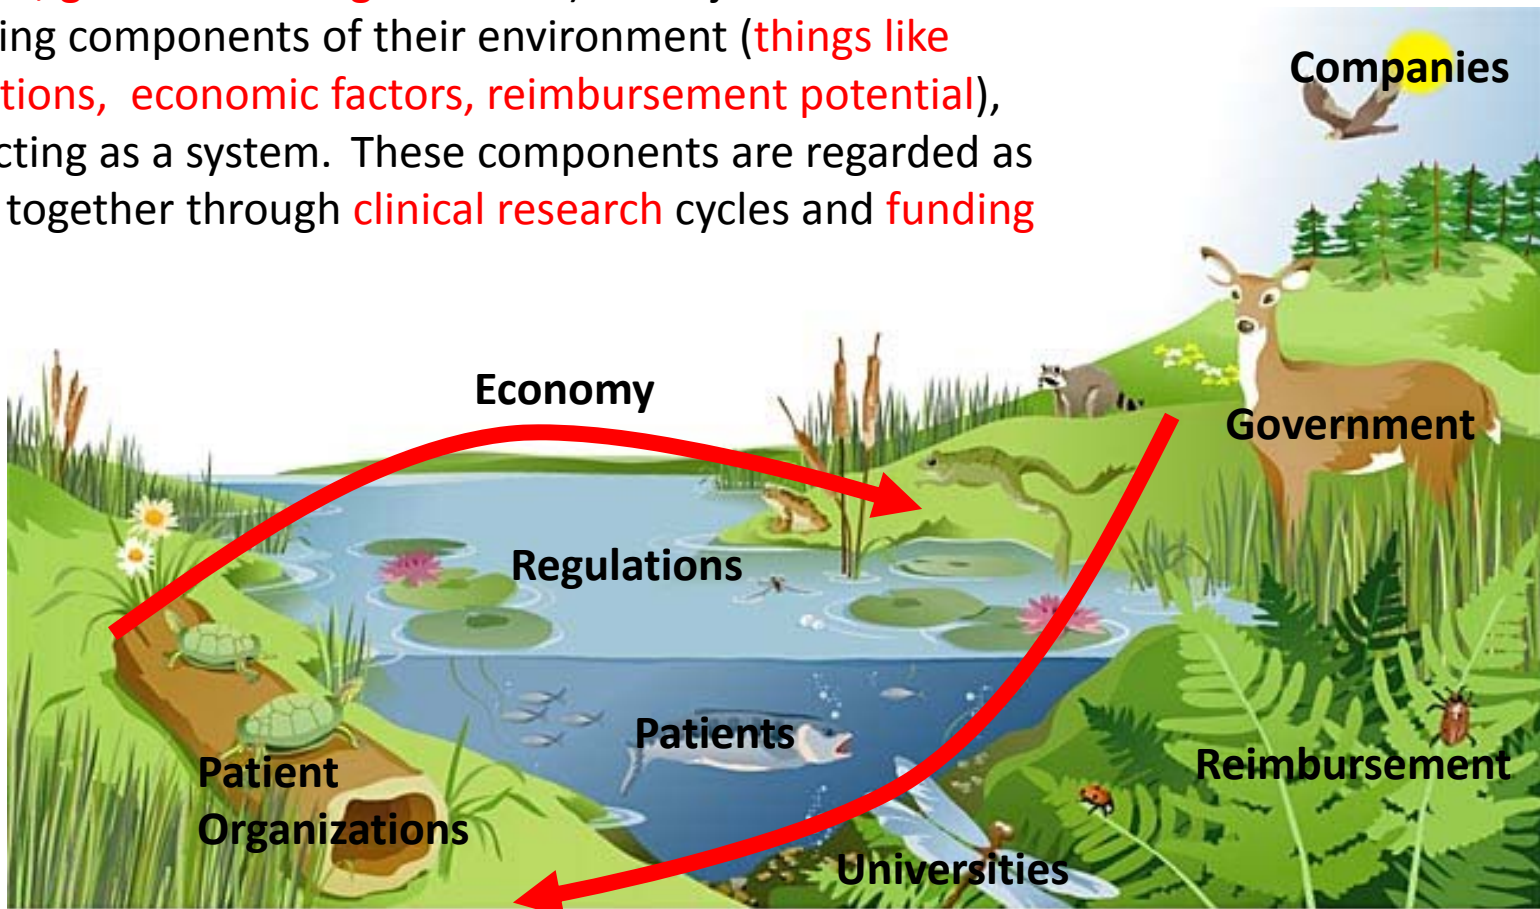 ing components of their environment (things like
tions, economic factors, reimbursement potential),
cting as a system. These components are regarded as
together through clinical research cycles and funding
Companies
Economy
Government
Regulations
Patients
Patient
Organizations
Reimbursement
Universities